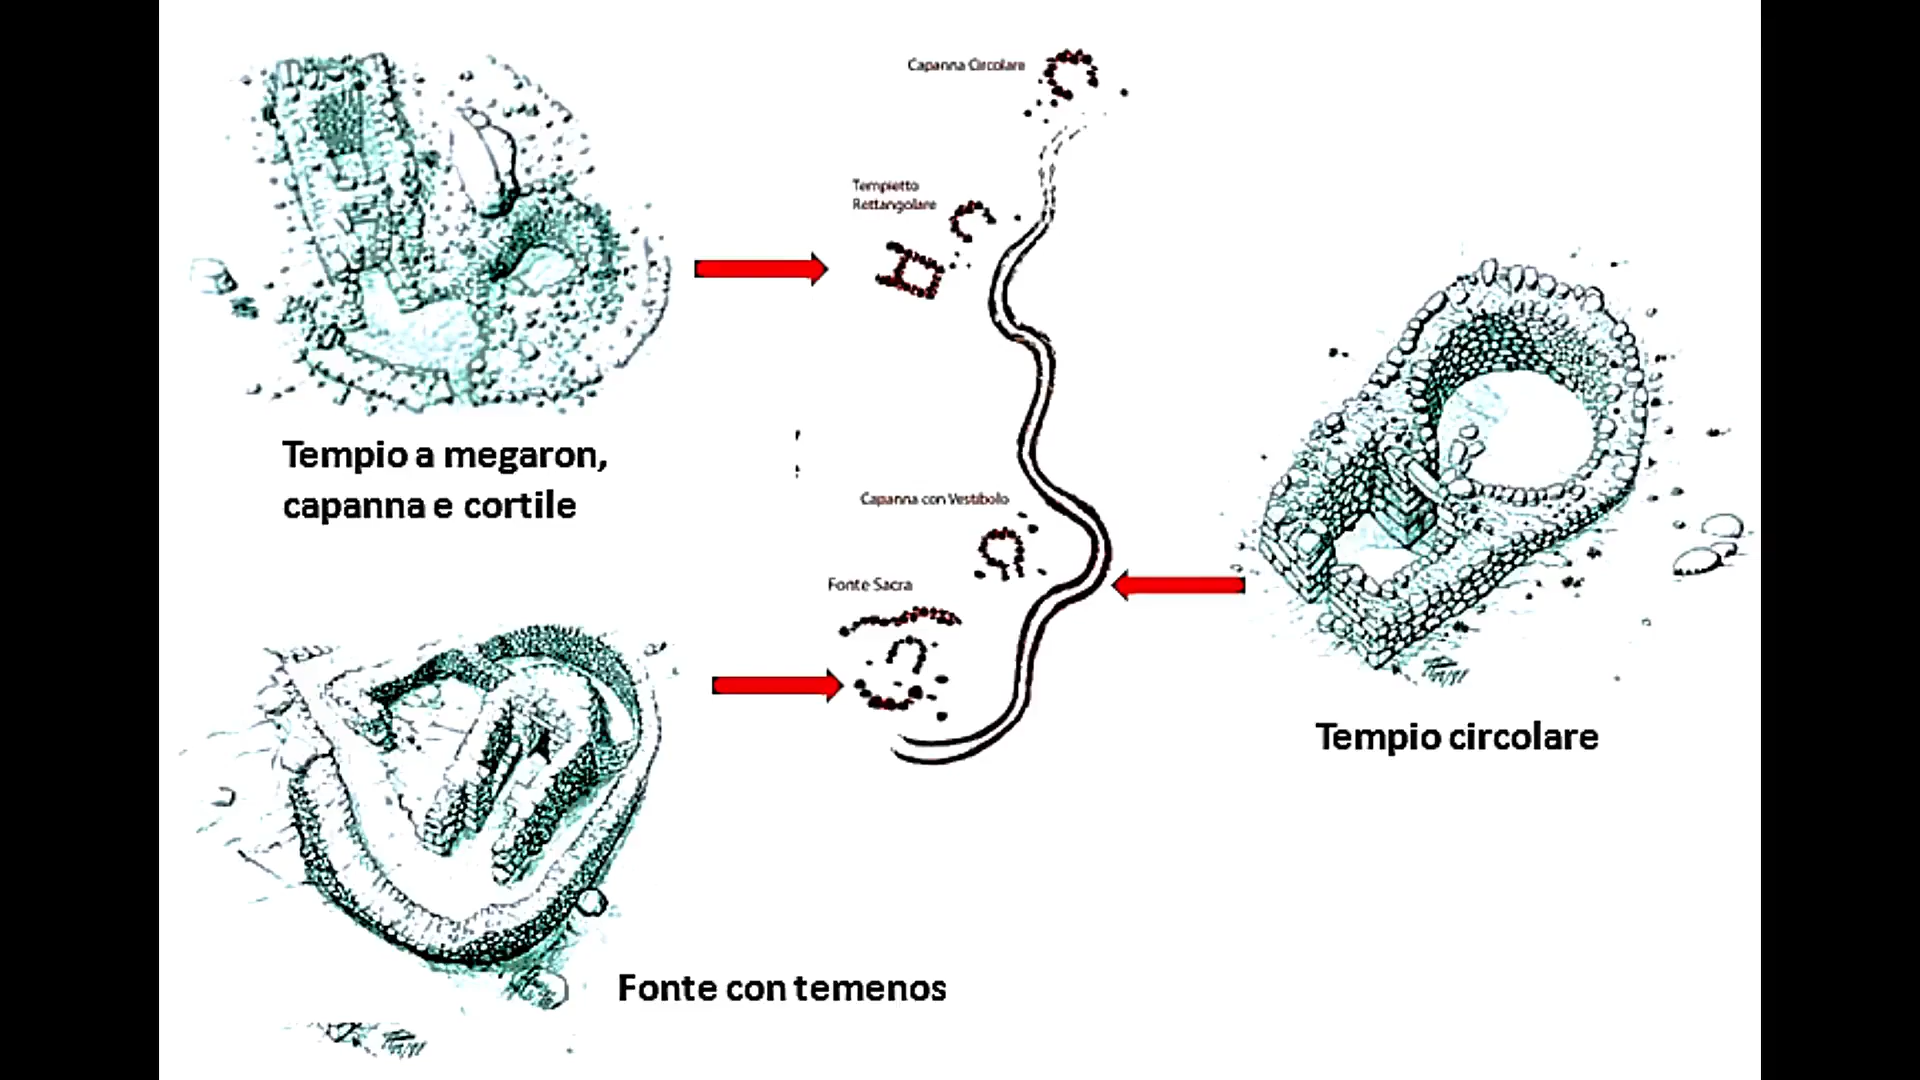 Capanna Circolare
Tempietto
Rettangolare
Tempio a megaron,
capanna e cortile
Capanna con Vestibolo
Fonte Sacra
Tempio circolare
Fonte con temenos